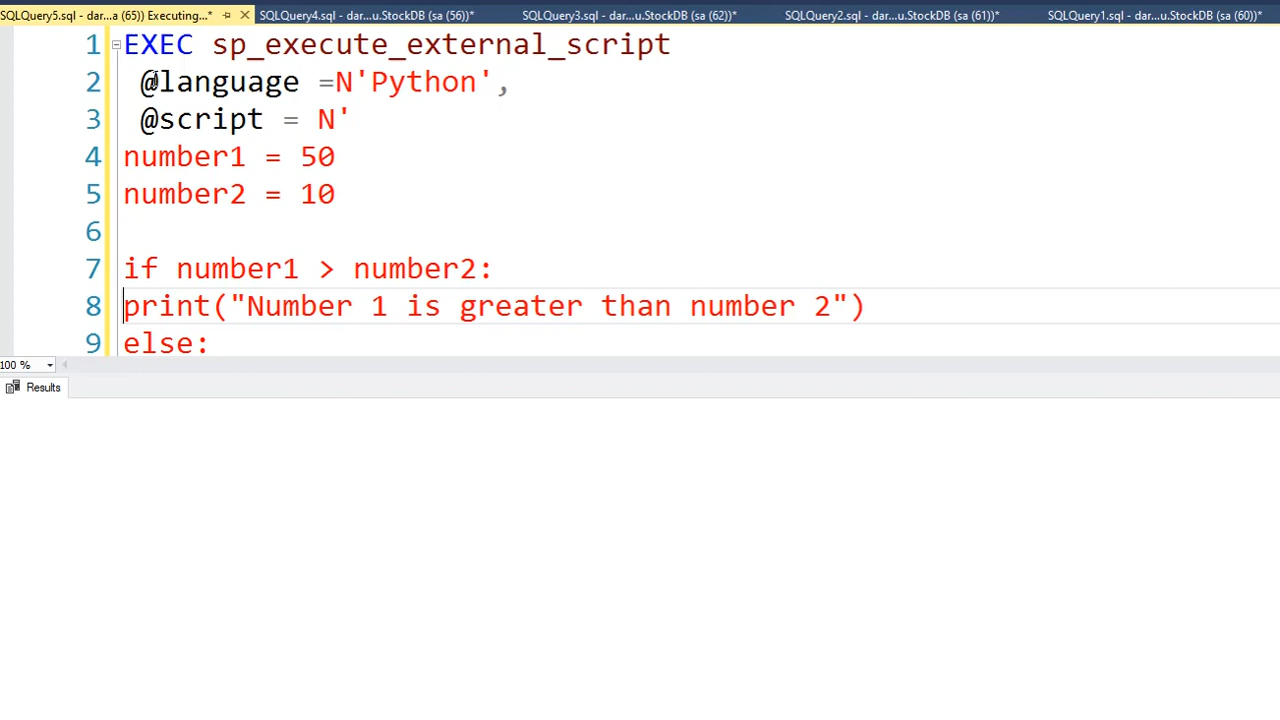 SQLQuery5.sql - dar...a (65)) Executing...* SQLQuery4.sql - dar...u.StockDB (sa (56))* SQLQuery3.sql - dar...u.StockDB (sa (62))* SQLQuery2.sql - dar...u.StockDB (sa (61))* SQLQuery1.sql - dar...u.StockDB (sa (60))*
1 EXEC sp_execute_external_script
2 @language =N'Python',
3 @script = N'
4 number1 = 50
5 number2 = 10
6
7 if number1 > number2:
8 print("Number 1 is greater than number 2")
9 else:
100 %
Results